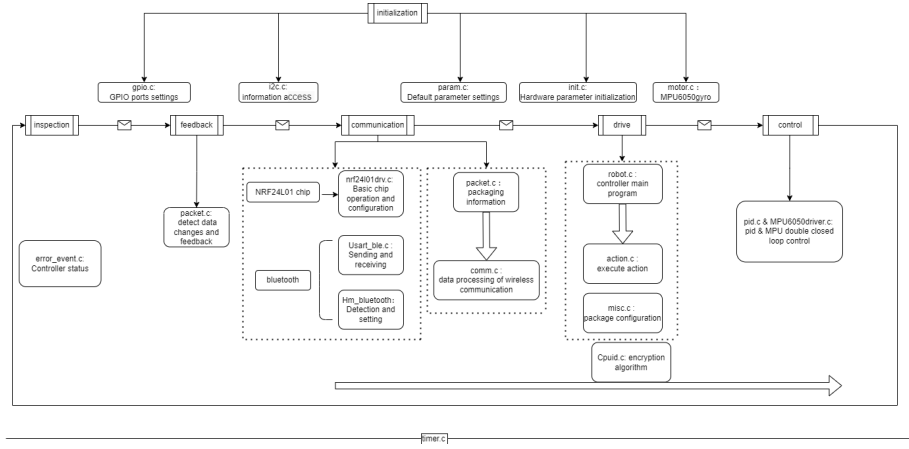 initialization
gpio.c:
GPIO ports settings
i2c.c:
information access
param.c:
Default parameter settings
init.c:
Hardware parameter initialization
motor.c：
MPU6050gyro
inspection
feedback
communication
drive
control
error_event.c:
Controller status
packet.c:
detect data
changes and
feedback
NRF24L01 chip
nrf24l01drv.c:
Basic chip
operation and
configuration
bluetooth
Usart_ble.c :
Sending and
receiving
Hm_bluetooth：
Detection and
setting
packet.c：
packaging
information
comm.c :
data processing of wireless
communication
robot.c :
controller main
program
action.c :
execute action
misc.c :
package configuration
Cpuid.c: encryption
algorithm
pid.c & MPU6050driver.c:
pid & MPU double closed
loop control
timer.c